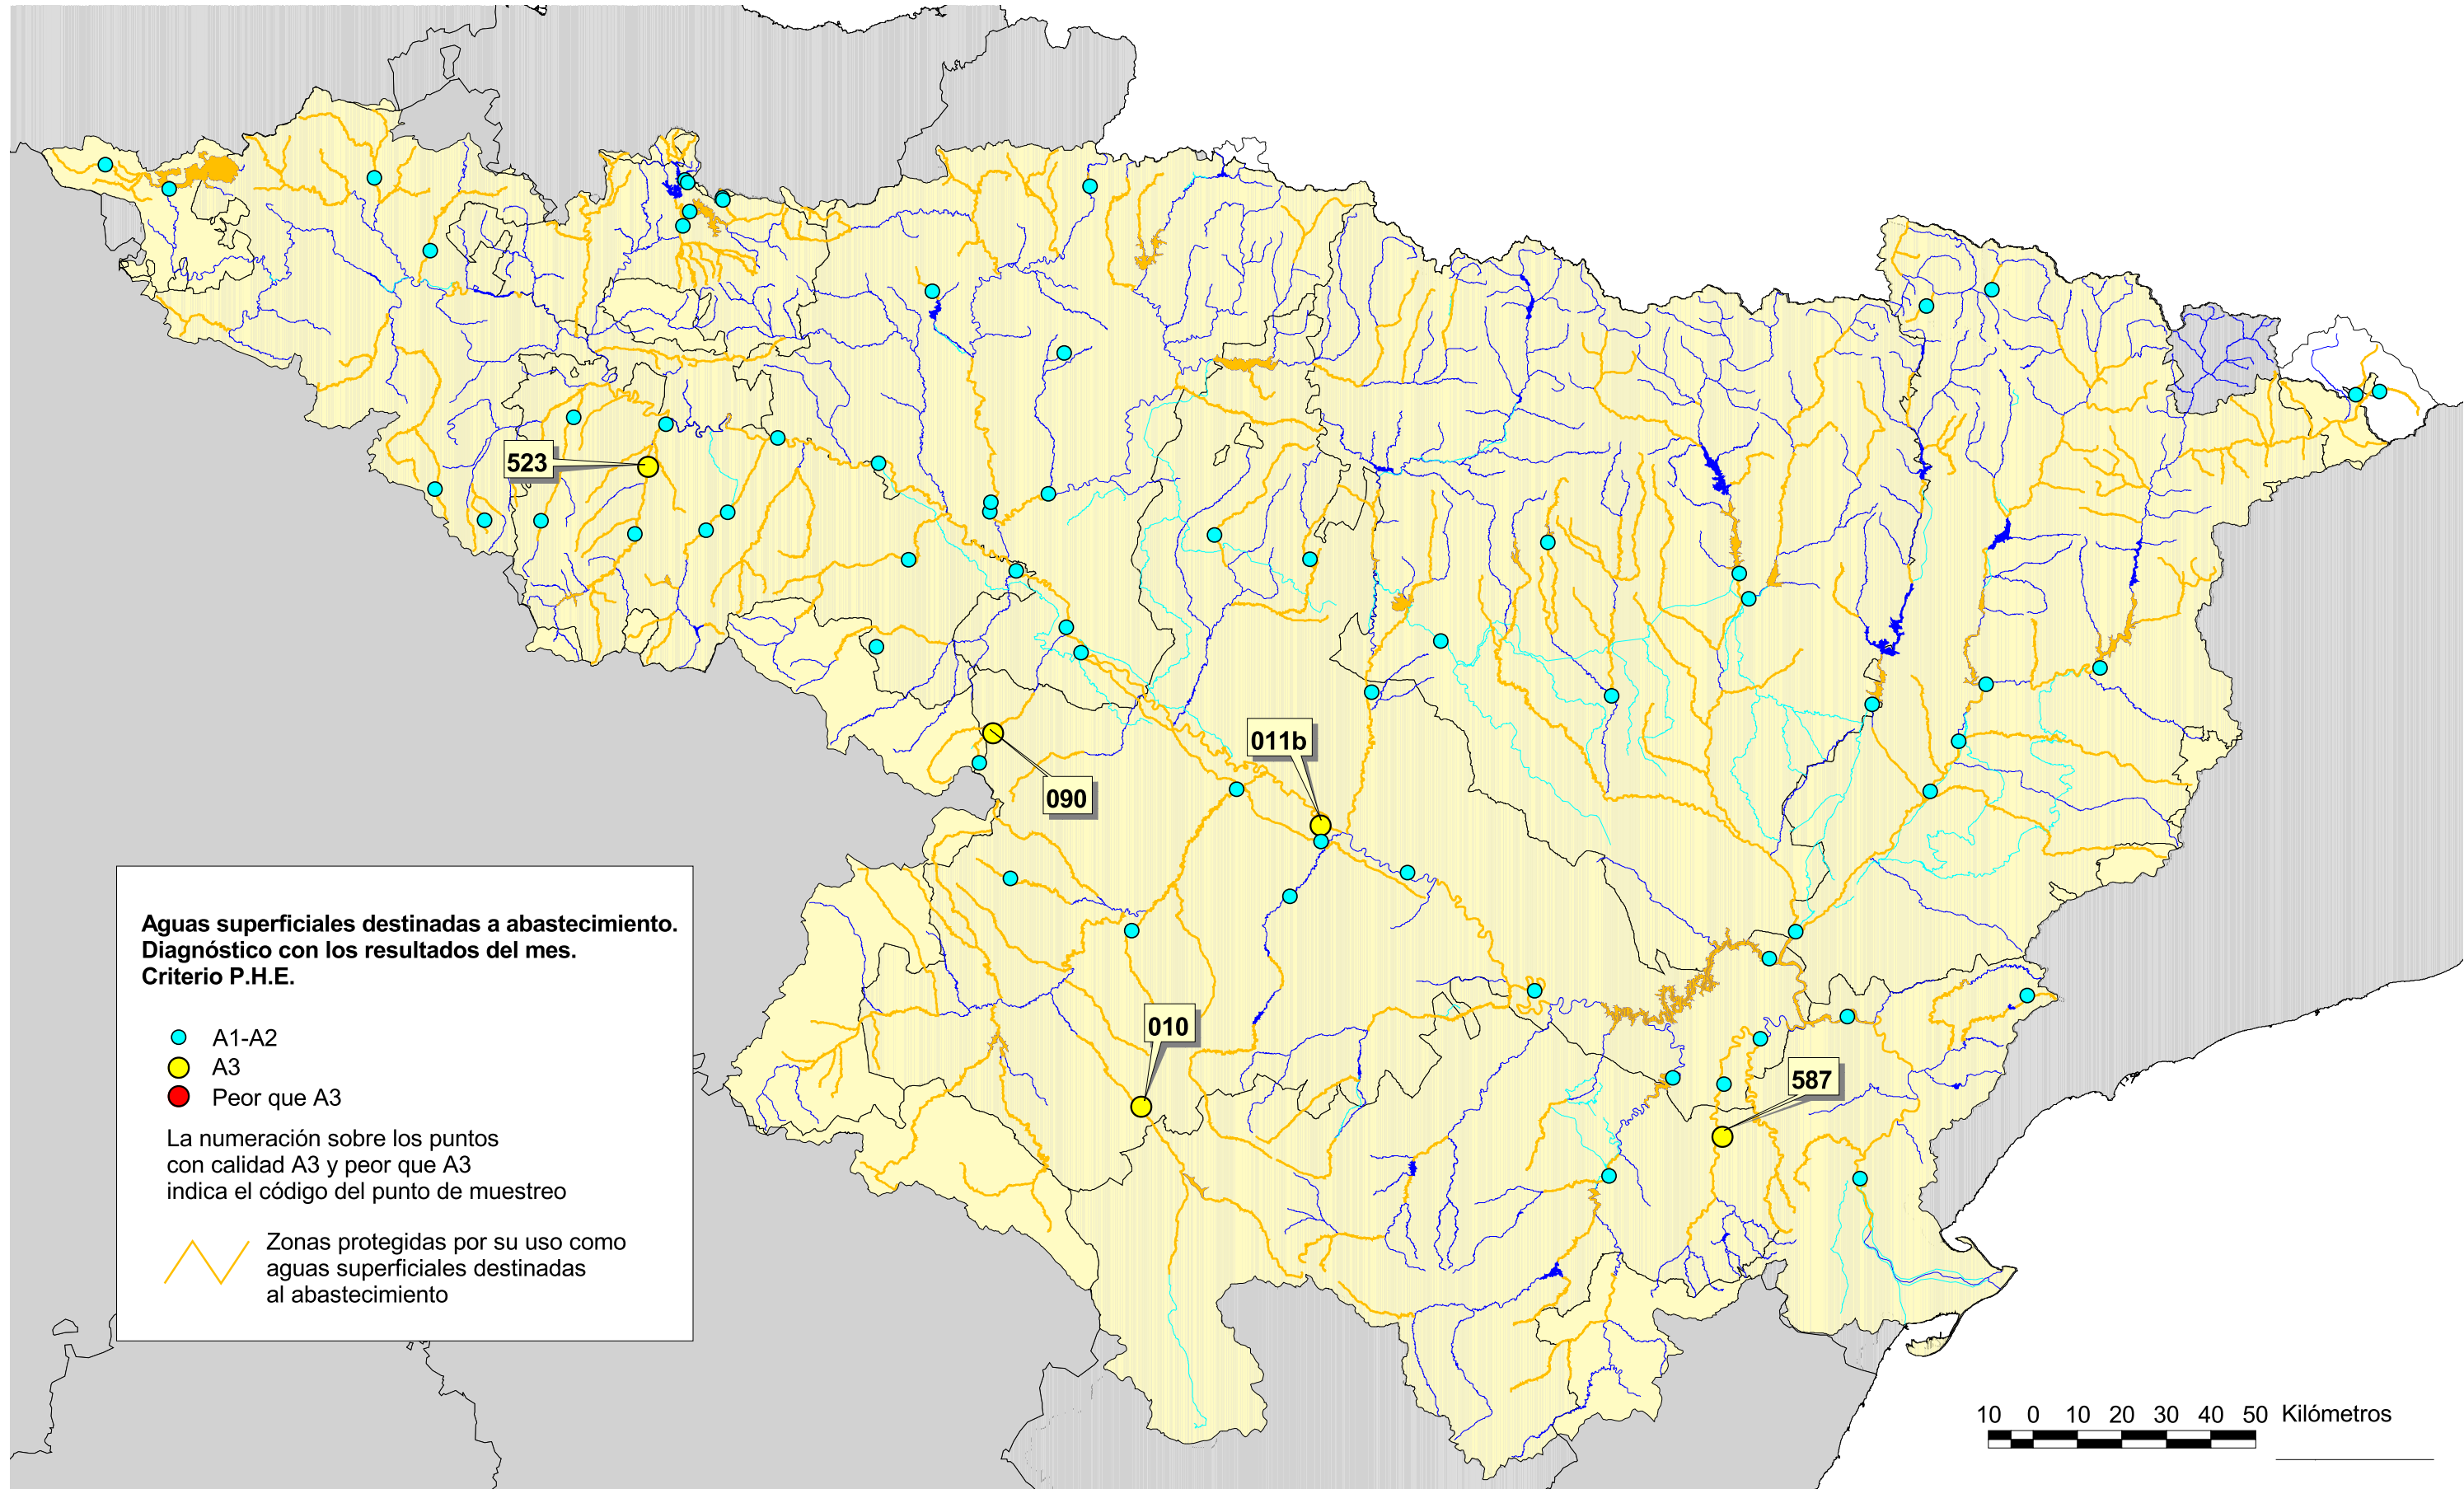 523
011b
090
Aguas superficiales destinadas a abastecimiento.
Diagnóstico con los resultados del mes.
Criterio P.H.E.
A1-A2
A3
Peor que A3
La numeración sobre los puntos
con calidad A3 y peor que A3
indica el código del punto de muestreo
Zonas protegidas por su uso como
aguas superficiales destinadas
al abastecimiento
010
587
10 0 10 20 30 40 50 Kilómetros